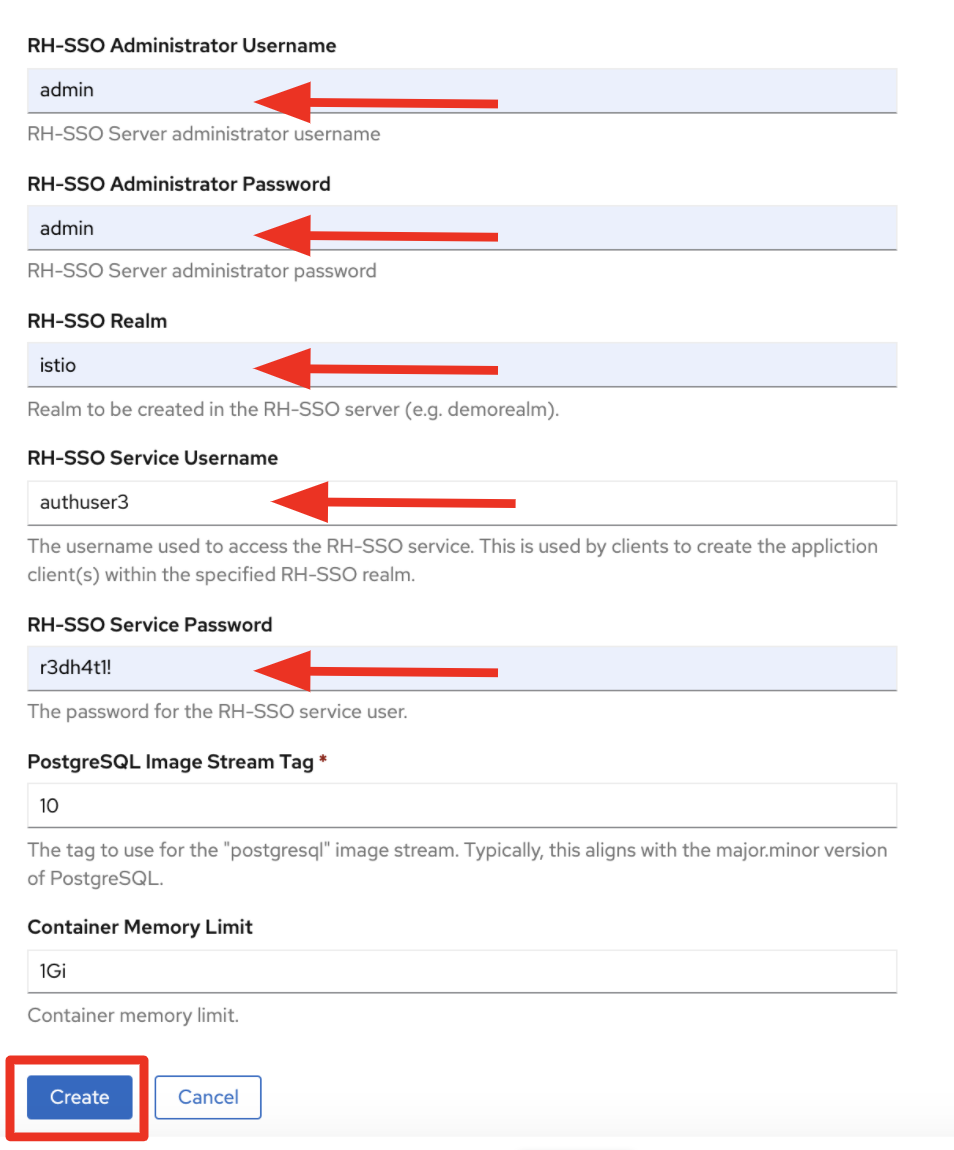 RH-SSO Administrator Username
admin
RH-SSO Server administrator username
RH-SSO Administrator Password
admin
RH-SSO Server administrator password
RH-SSO Realm
istio
Realm to be created in the RH-SSO server (e.g. demorealm).
RH-SSO Service Username
authuser3
The username used to access the RH-SSO service. This is used by clients to create the appliction
client(s) within the specified RH-SSO realm.
RH-SSO Service Password
r3dh4t1!
The password for the RH-SSO service user.
PostgreSQL Image Stream Tag *
10
The tag to use for the "postgresql" image stream. Typically, this aligns with the major.minor version
of PostgreSQL.
Container Memory Limit
1Gi
Container memory limit.
Create Cancel